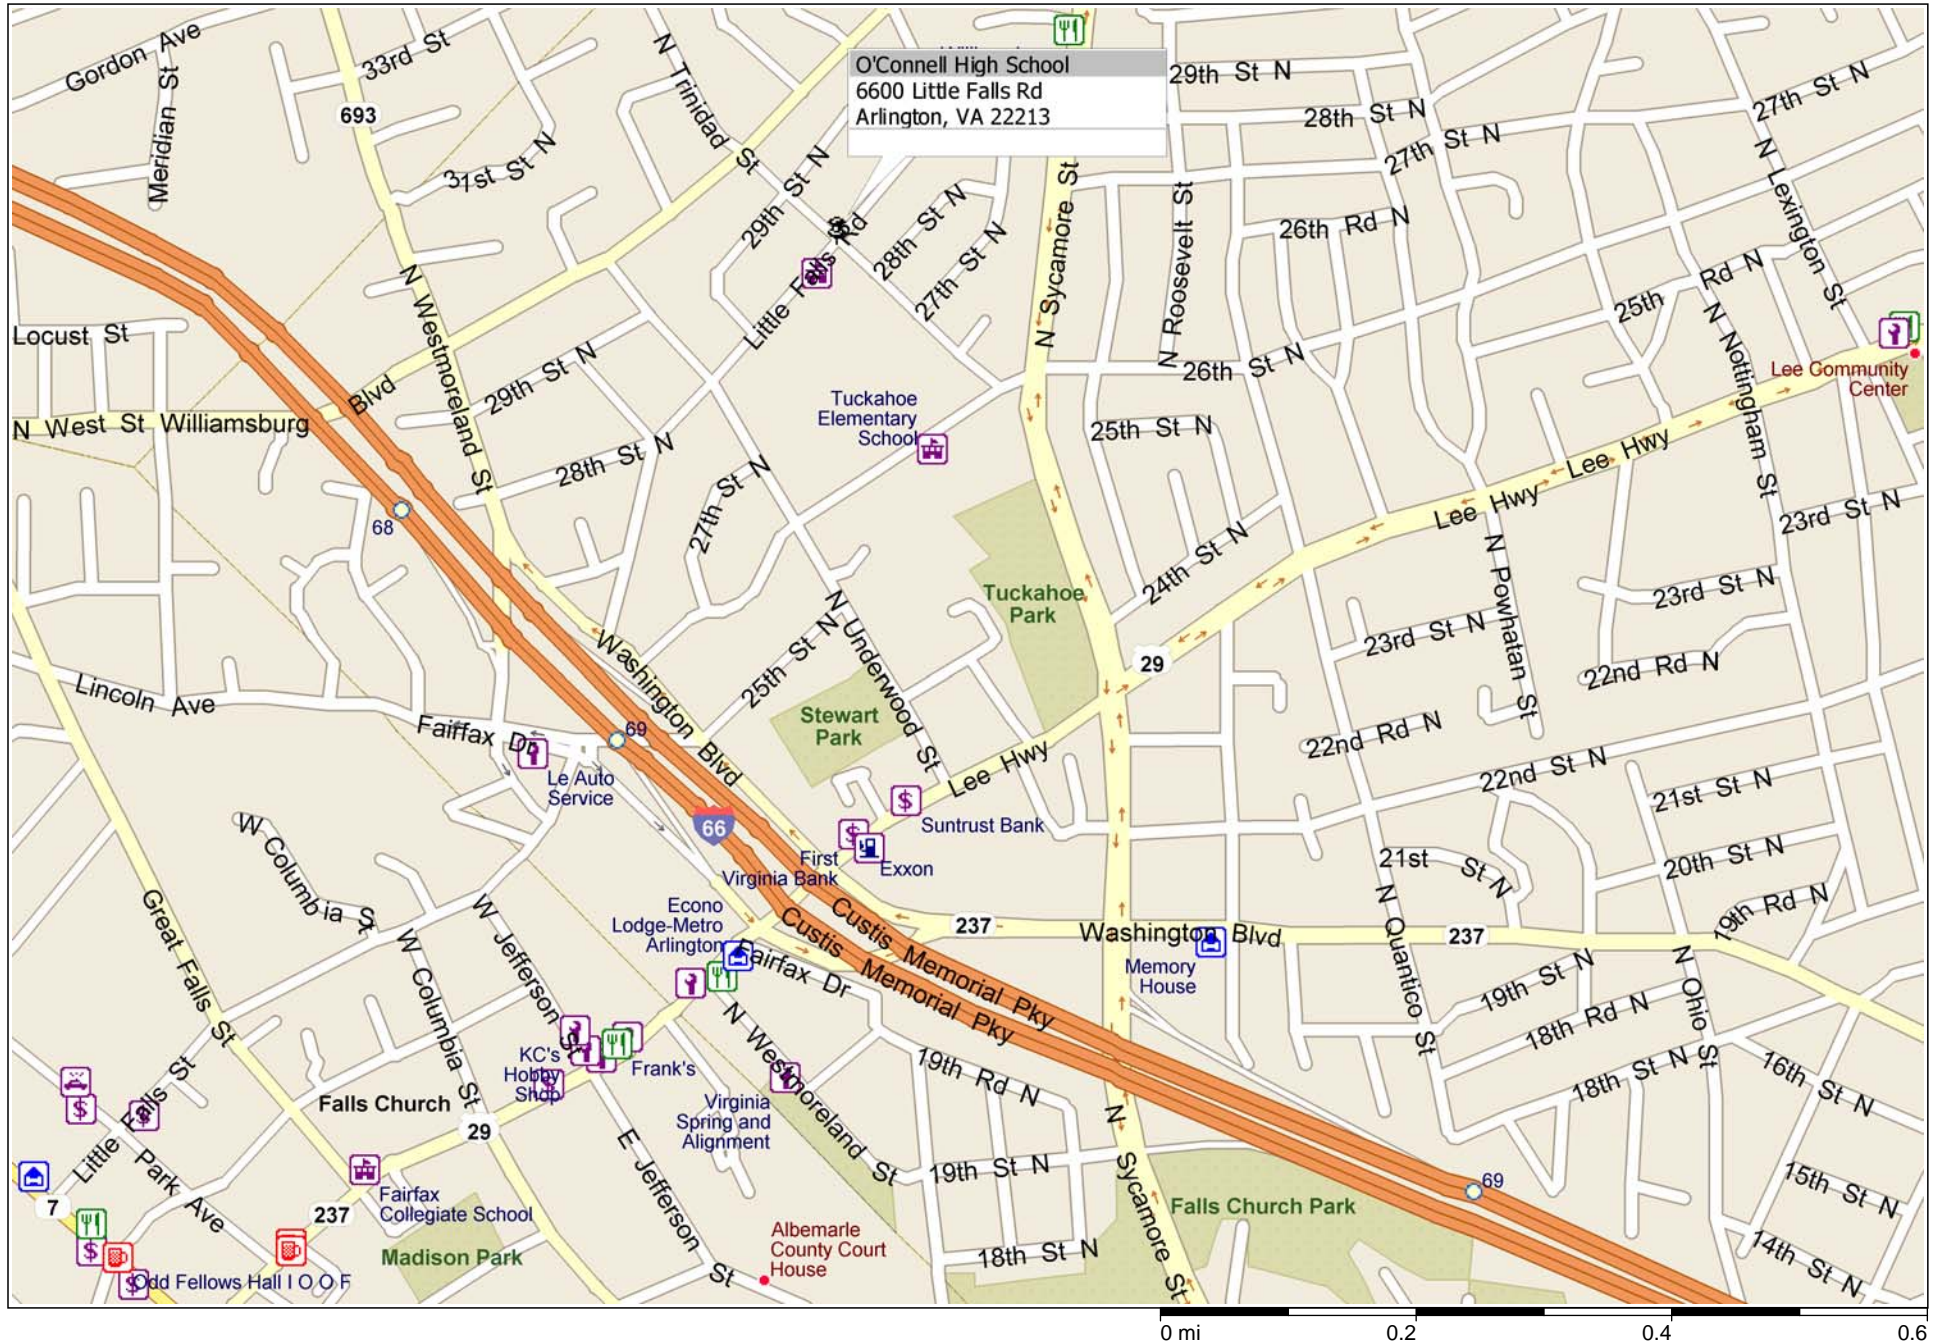 Gordon Ave
Meridian St
693
33rd St
31st St N
N Trinidad St
O'Connell High School
6600 Little Falls Rd
Arlington, VA 22213
29th St N
28th St N
27th St N
27th St N
N Lexington St
29th St N
Little Falls Rd
28th St N
27th St N
N Sycamore St
N Roosevelt St
26th Rd N
25th Rd N
N Nottingham St
Locust St
N West St
Williamsburg
Blvd
N Westmoreland St
29th St N
28th St N
27th St N
Tuckahoe
Elementary
School
26th St N
25th St N
Lee Community
Center
Lee Hwy
Lee Hwy
68
24th St N
N Powhatan St
23rd St N
23rd St N
23rd St N
22nd Rd N
Tuckahoe
Park
29
N Underwood St
25th St N
Washington Blvd
Stewart
Park
Lincoln Ave
Fairffax Dr
69
Le Auto
Service
66
Lee Hwy
22nd Rd N
22nd St N
21st St N
20th St N
19th Rd N
21st St N
Suntrust Bank
First
Virginia Bank
Exxon
W Columbia St
Great Falls St
W Jefferson St
W Columbia St
Econo
Lodge-Metro
Arlington
Fairfax Dr
Custis Memorial Pky
Custis Memorial Pky
237
Washington Blvd
237
Memory
House
N Quantico St
19th St N
18th Rd N
18th St N
N Ohio St
16th St N
15th St N
14th St N
N Westmoreland St
KC's
Hobby
Shop
Frank's
Virginia
Spring and
Alignment
19th Rd N
19th St N
18th St N
N Sycamore St
Falls Church Park
69
Falls Church
29
Little Falls St
Park Ave
7
237
Fairfax
Collegiate School
Madison Park
Odd Fellows Hall I O O F
E Jefferson St
Albemarle
County Court
House
0 mi
0.2
0.4
0.6